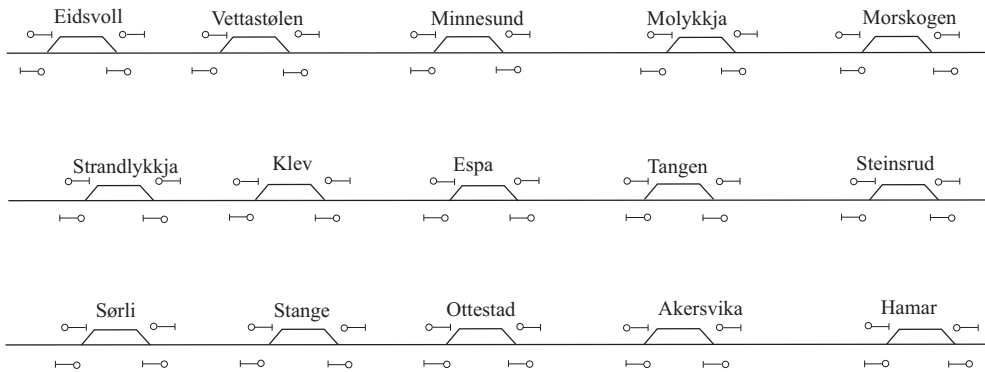 Eidsvoll Vettastølen Minnesund Molykkja Morskogen
Strandlykkja Klev Espa Tangen Steinsrud
Sørli Stange Ottestad Akersvika Hamar